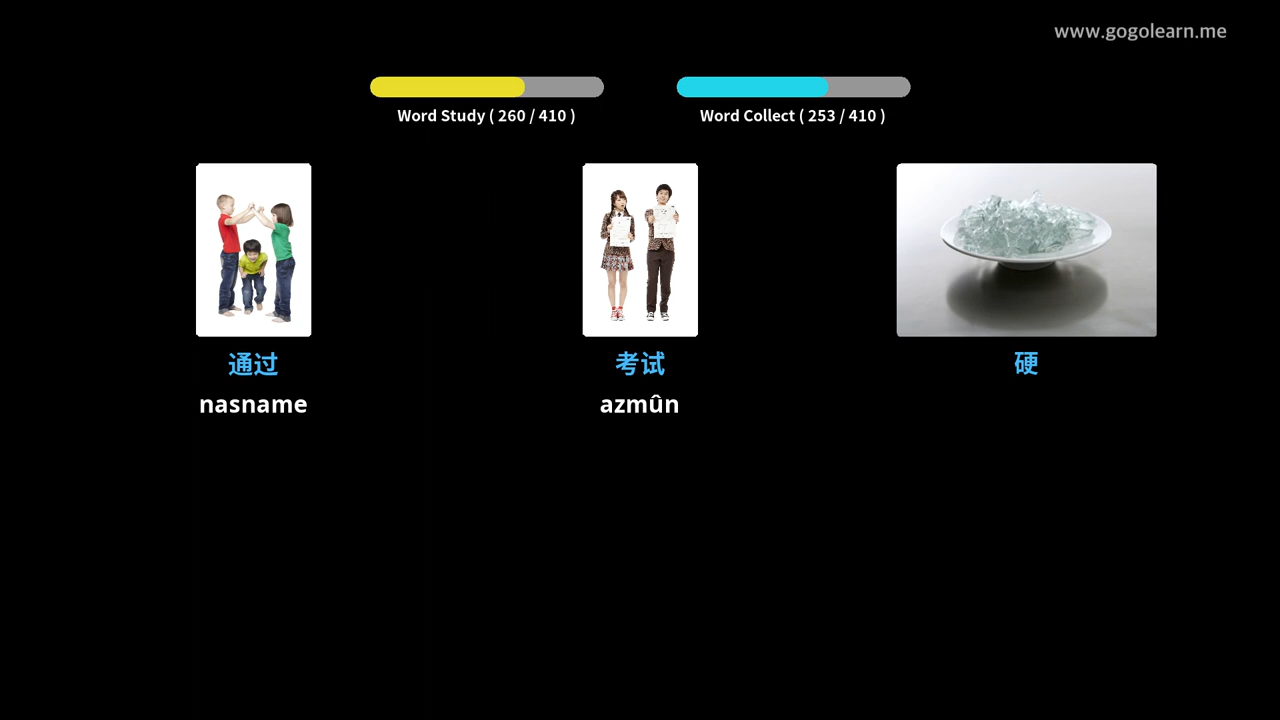 www.gogolearn.me
Word Study ( 260 / 410 )
Word Collect ( 253 / 410 )
通过
考试
硬
nasname
azmûn